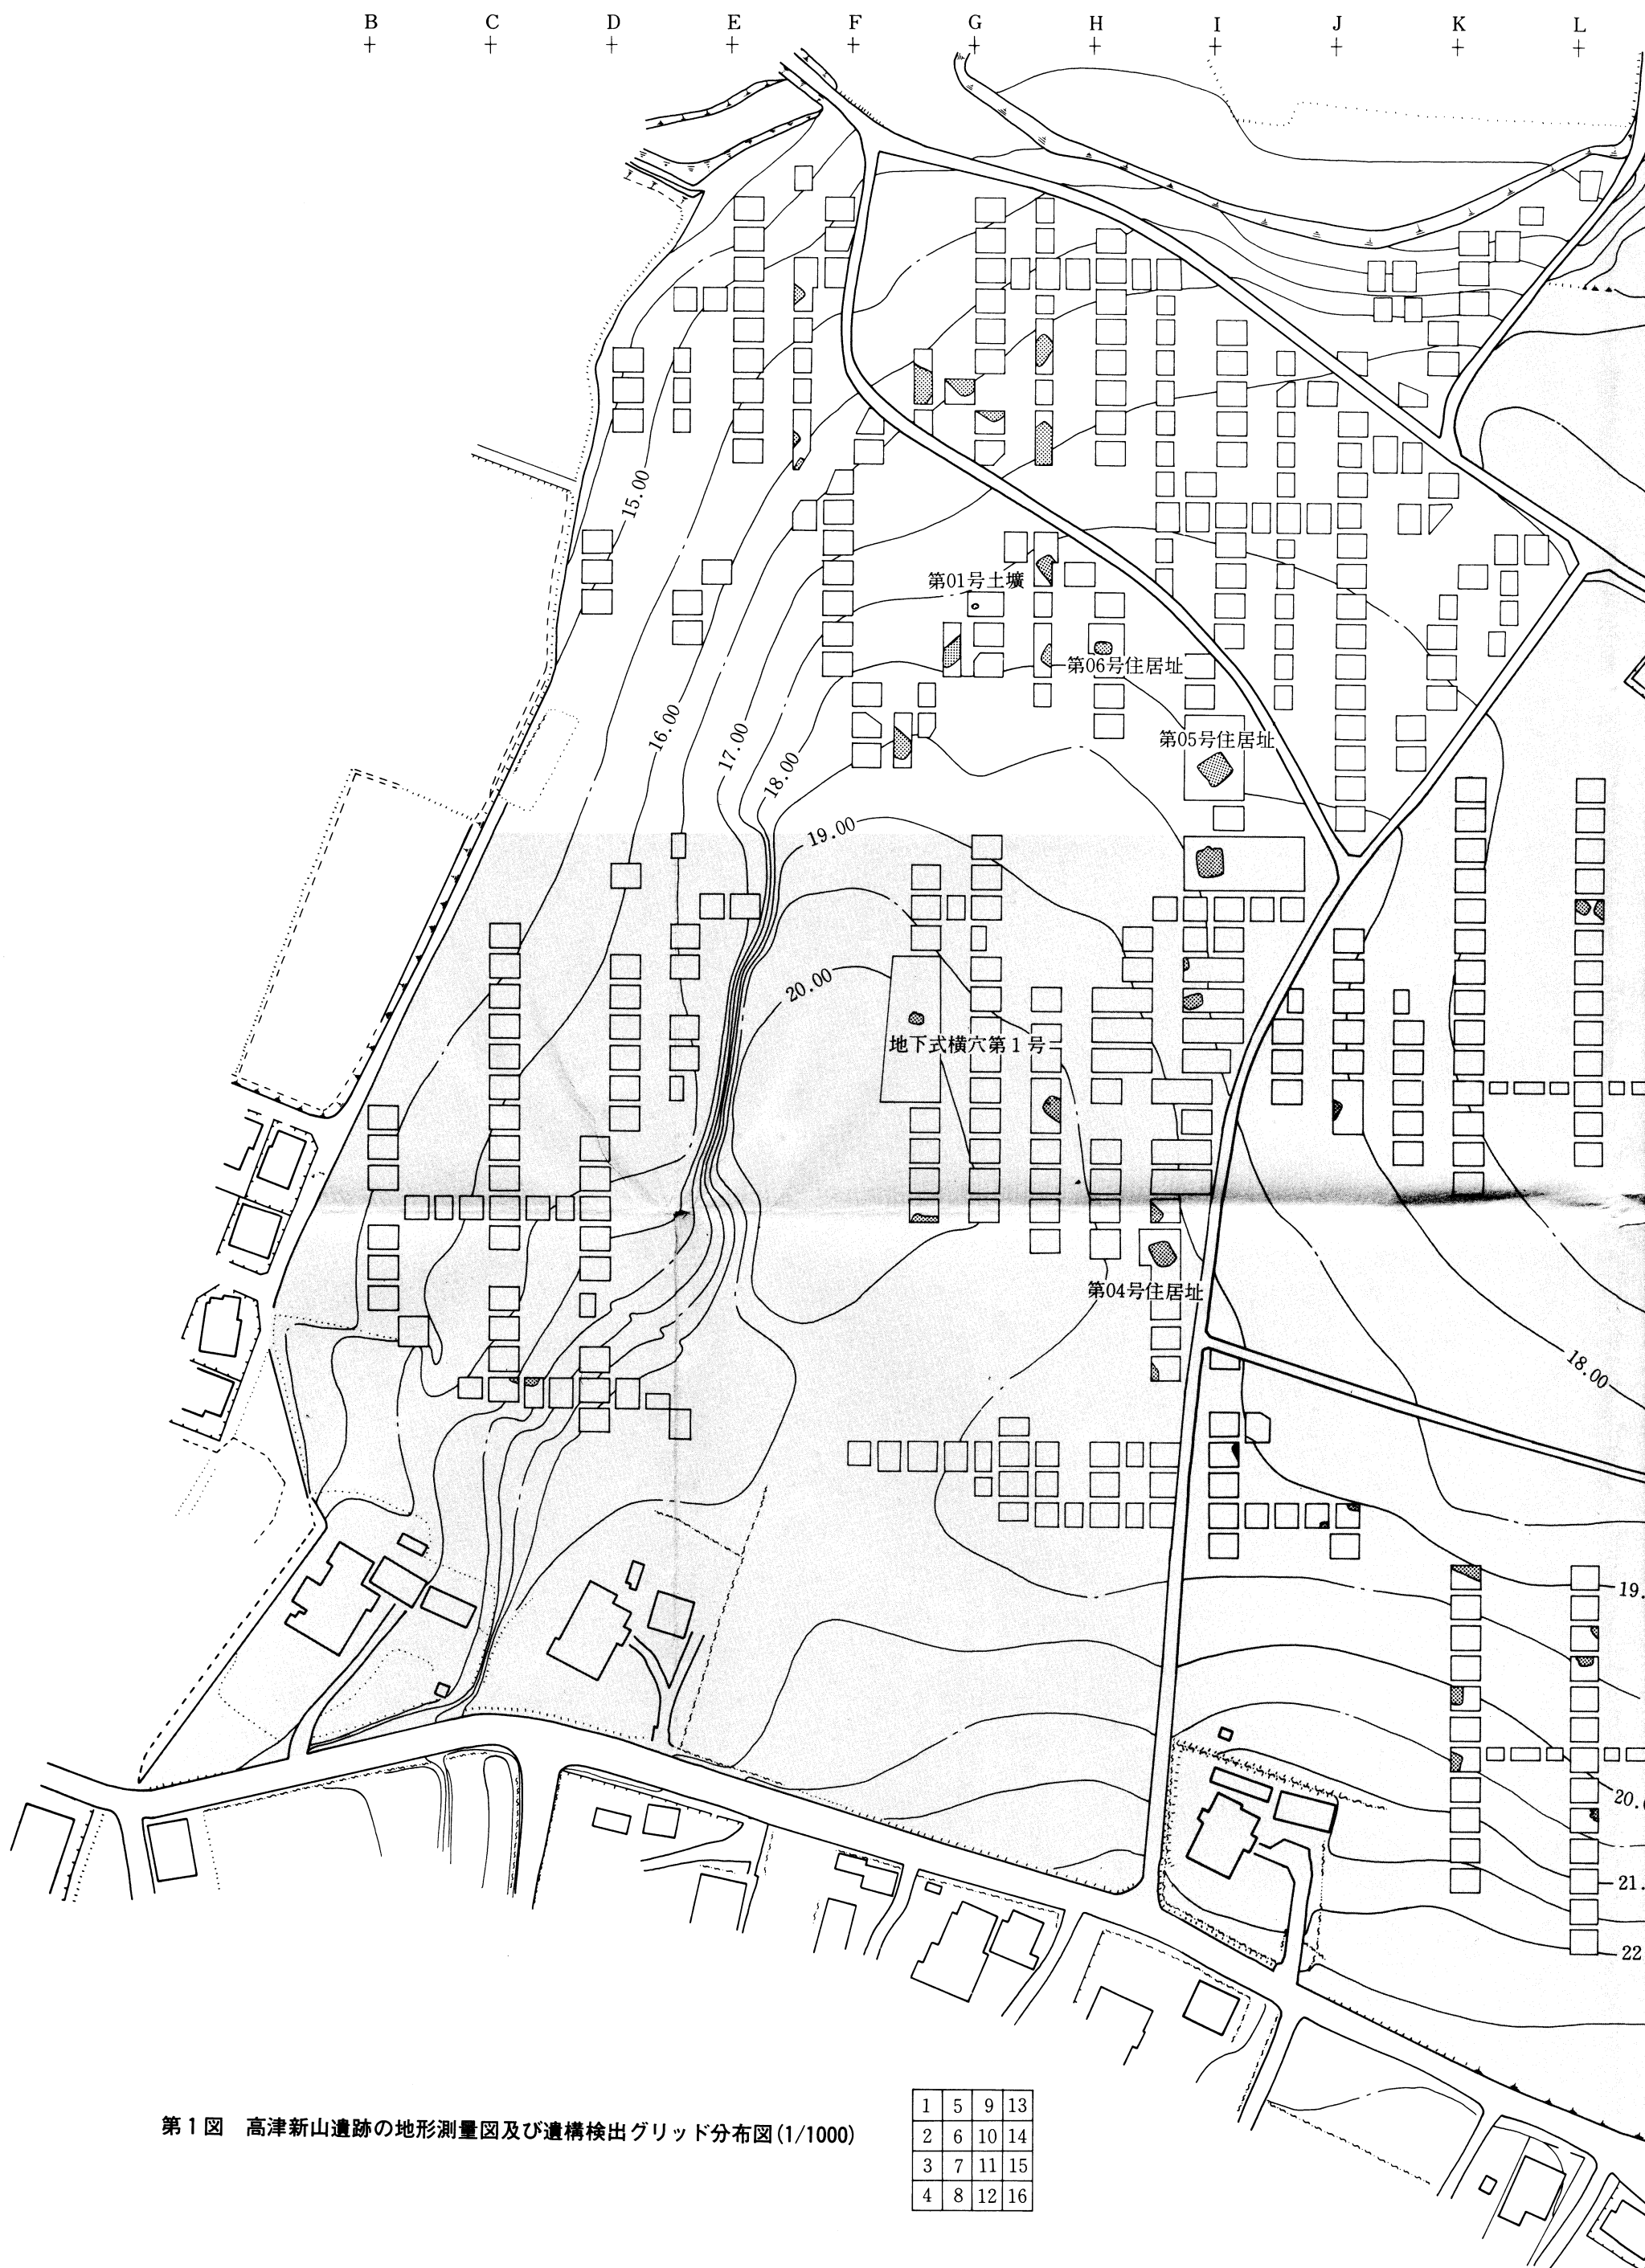 B C D E F G H I J K L
15.00
第01号土壙
第06号住居址
16.00
17.00
18.00
第05号住居址
19.00
20.00
地下式横穴第1号
第04号住居址
18.00
19.
20.
21.
22
第1図 高津新山遺跡の地形測量図及び遺構検出グリッド分布図(1/1000)
1 5 9 13
2 6 10 14
3 7 11 15
4 8 12 16